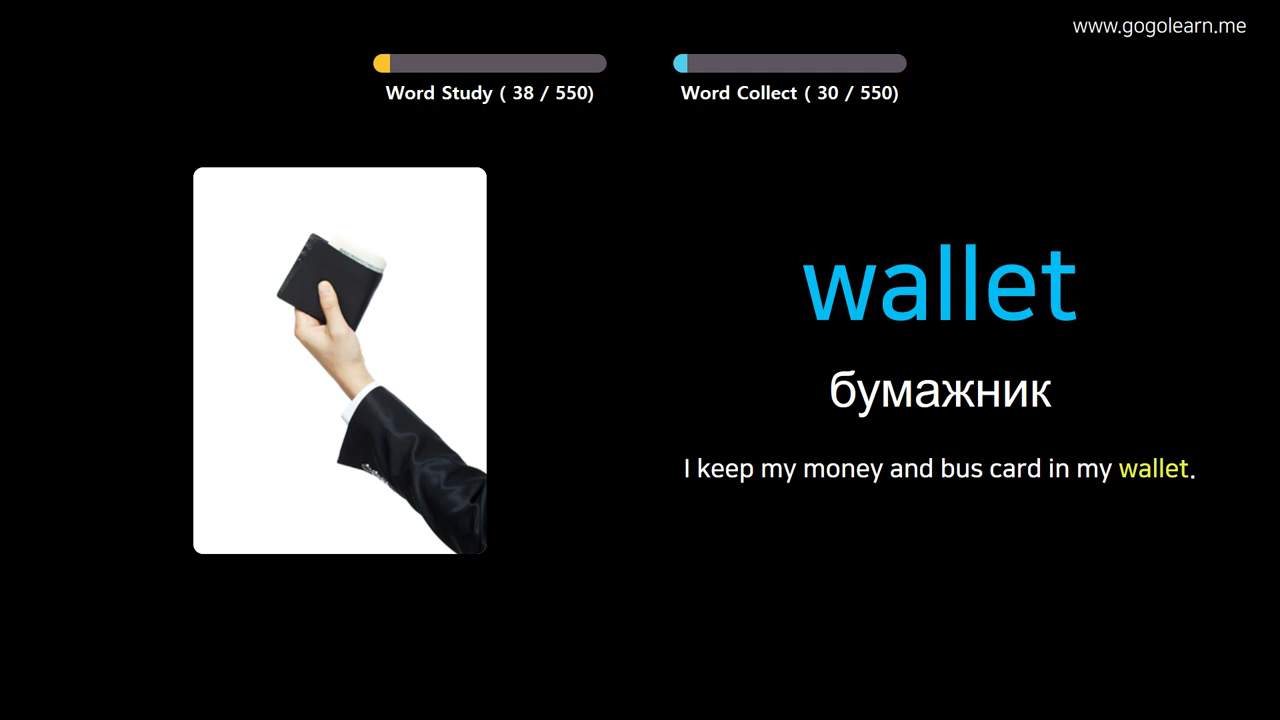 www.gogolearn.me
Word Study ( 38 / 550)
Word Collect ( 30 / 550)
wallet
бумажник
I keep my money and bus card in my wallet.